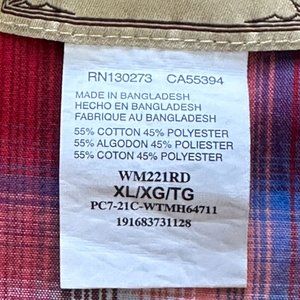 RN130273 CA55394
MADE IN BANGLADESH
HECHO EN BANGLADESH
FABRIQUE AU BANGLADESH
55% COTTON 45% POLYESTER
55% ALGODON 45% POLYESTER
55% COTON 45% POLYESTER
WM221RD
XL/XG/TG
PC7-21C-WTMH64711
191683731128